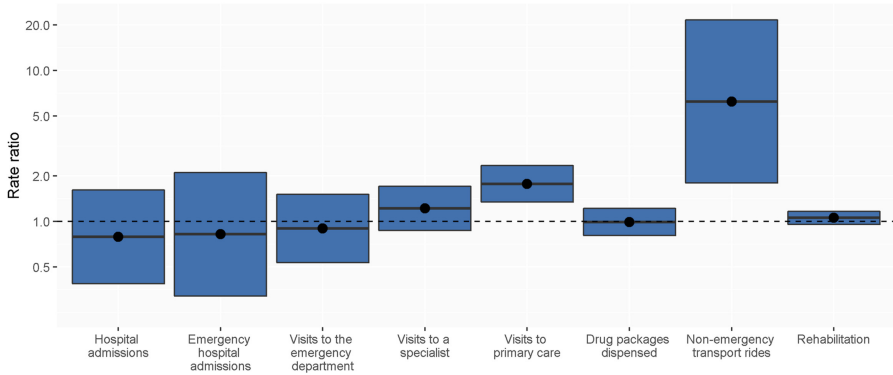 Rate ratio
20.0
10.0
5.0
2.0
1.0
0.5
Hospital
admissions
Emergency
hospital
admissions
Visits to the
emergency
department
Visits to a
specialist
Visits to
primary care
Drug packages
dispensed
Non-emergency
transport rides
Rehabilitation